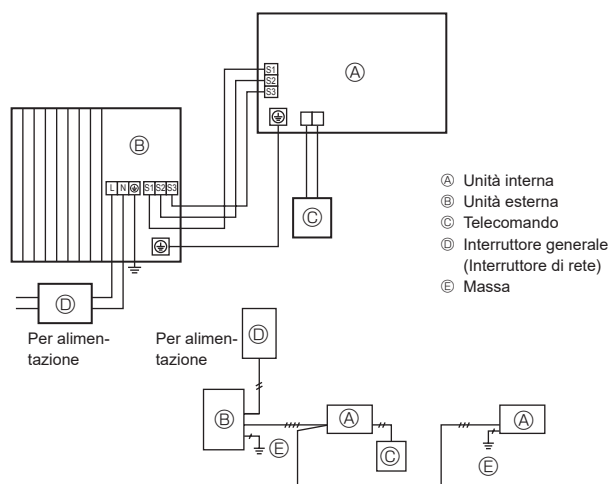 S1
S2
S3
Ⓐ
Ⓑ
L N S1 S2 S3
Ⓒ
Ⓓ
Per alimen-
tazione
Ⓐ Unità interna
Ⓑ Unità esterna
Ⓒ Telecomando
Ⓓ Interruttore generale
(Interruttore di rete)
Ⓔ Massa
Per alimen-
tazione
Ⓓ
Ⓑ
Ⓐ
Ⓔ
Ⓒ
Ⓐ
Ⓔ